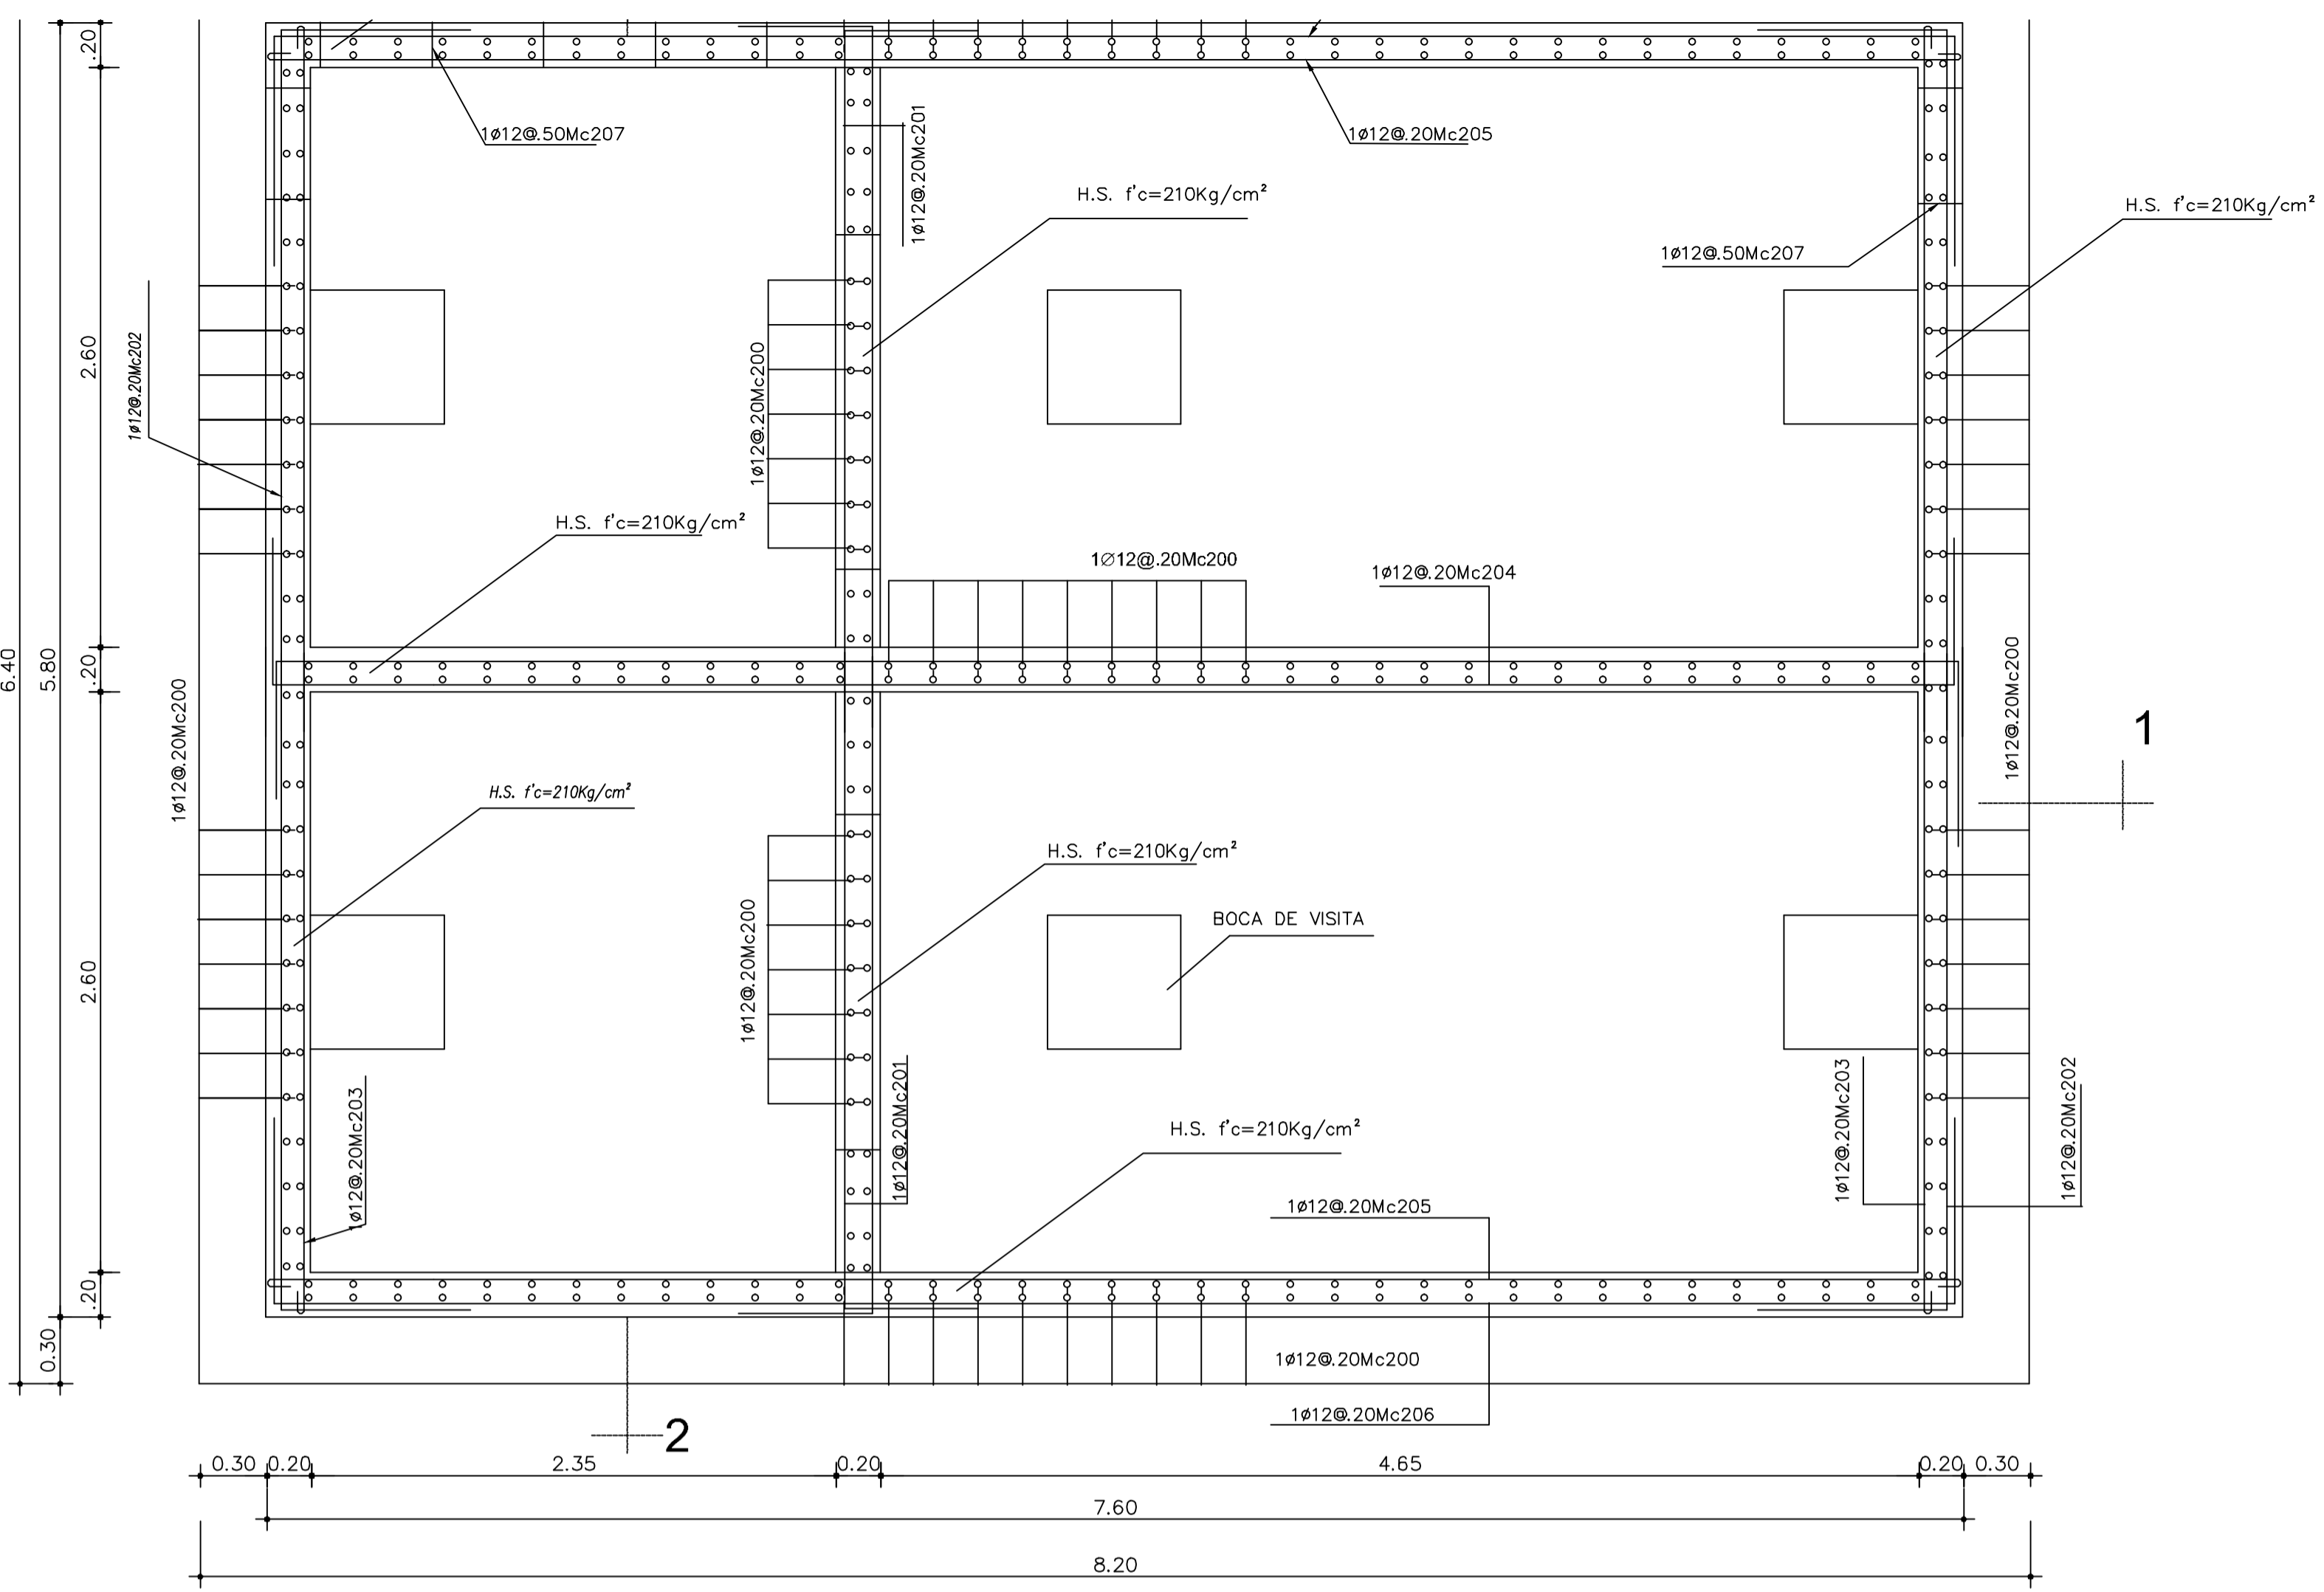 .20
1ø12@.50Mc207
1ø12@.20Mc205
1ø12@.20Mc201
H.S. f'c=210Kg/cm²
H.S. f'c=210Kg/cm²
1ø12@.50Mc207
2.60
1ø12@.20Mc202
1ø12@.20Mc200
H.S. f'c=210Kg/cm²
1∅12@.20Mc200
1ø12@.20Mc204
6.40
5.80
.20
1ø12@.20Mc200
1ø12@.20Mc200
1
H.S. f'c=210Kg/cm²
H.S. f'c=210Kg/cm²
BOCA DE VISITA
2.60
1ø12@.20Mc200
1ø12@.20Mc203
1ø12@.20Mc201
H.S. f'c=210Kg/cm²
1ø12@.20Mc203
1ø12@.20Mc202
1ø12@.20Mc205
.20
0.30
1ø12@.20Mc200
1ø12@.20Mc206
2
0.30 0.20 2.35 0.20 4.65 0.20 0.30
7.60
8.20